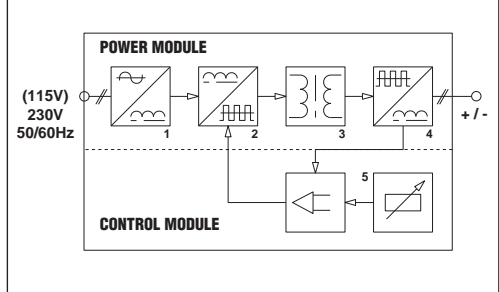 POWER MODULE
(115V)
230V
50/60Hz
1
2
3
4
+ / -
5
CONTROL MODULE